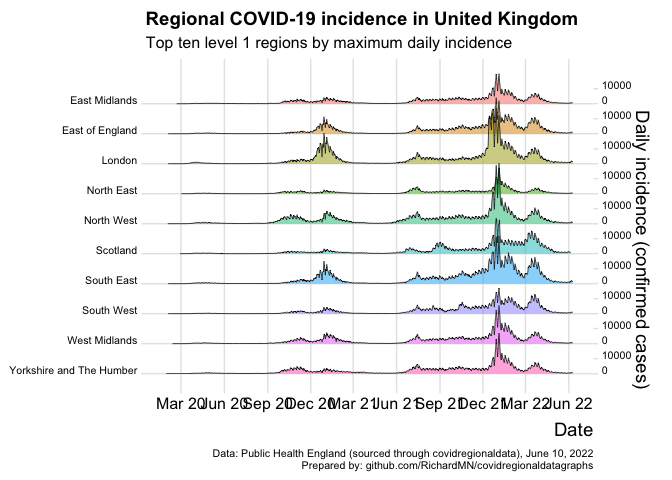 Regional COVID-19 incidence in United Kingdom
Top ten level 1 regions by maximum daily incidence
East Midlands
East of England
London
North East
North West
Scotland
South East
South West
West Midlands
Yorkshire and The Humber
10000
0
10000
0
10000
0
10000
0
10000
0
10000
0
10000
0
10000
0
10000
0
10000
0
Daily incidence (confirmed cases)
Mar 20 Jun 20 Sep 20 Dec 20 Mar 21 Jun 21 Sep 21 Dec 21 Mar 22 Jun 22
Date
Data: Public Health England (sourced through covidregionaldata), June 10, 2022
Prepared by: github.com/RichardMN/covidregionaldatagraphs